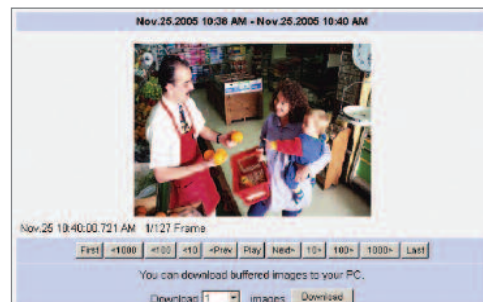 Nov.25.2005 10:36 AM - Nov.25.2005 10:40 AM
Nov.25 10:40:00.721 AM 1/127 Frame
First <1000 <100 <10 <Prev Play Next> 10> 100> 1000> Last
You can download buffered images to your PC.
Download 1 images Download